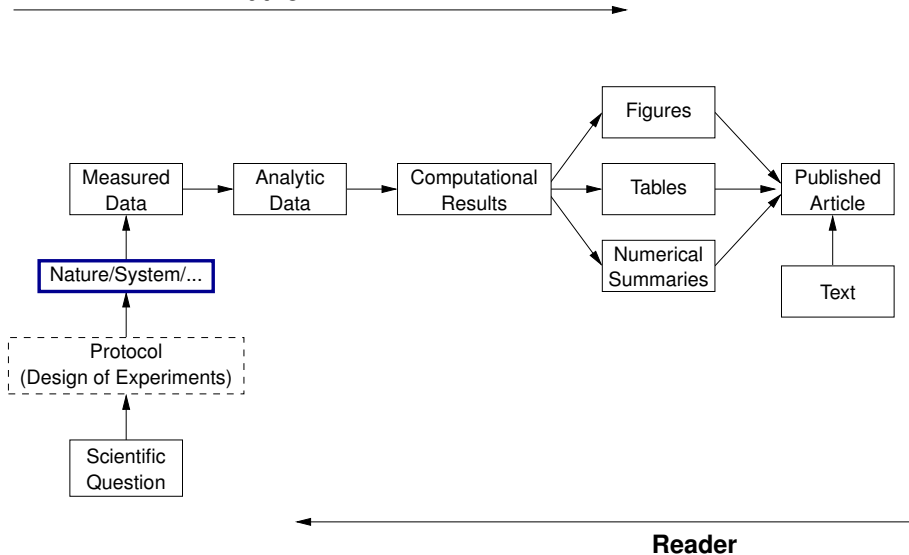 Figures
Measured
Data
Analytic
Data
Computational
Results
Tables
Published
Article
Numerical
Summaries
Nature/System/...
Text
Protocol
(Design of Experiments)
Scientific
Question
Reader